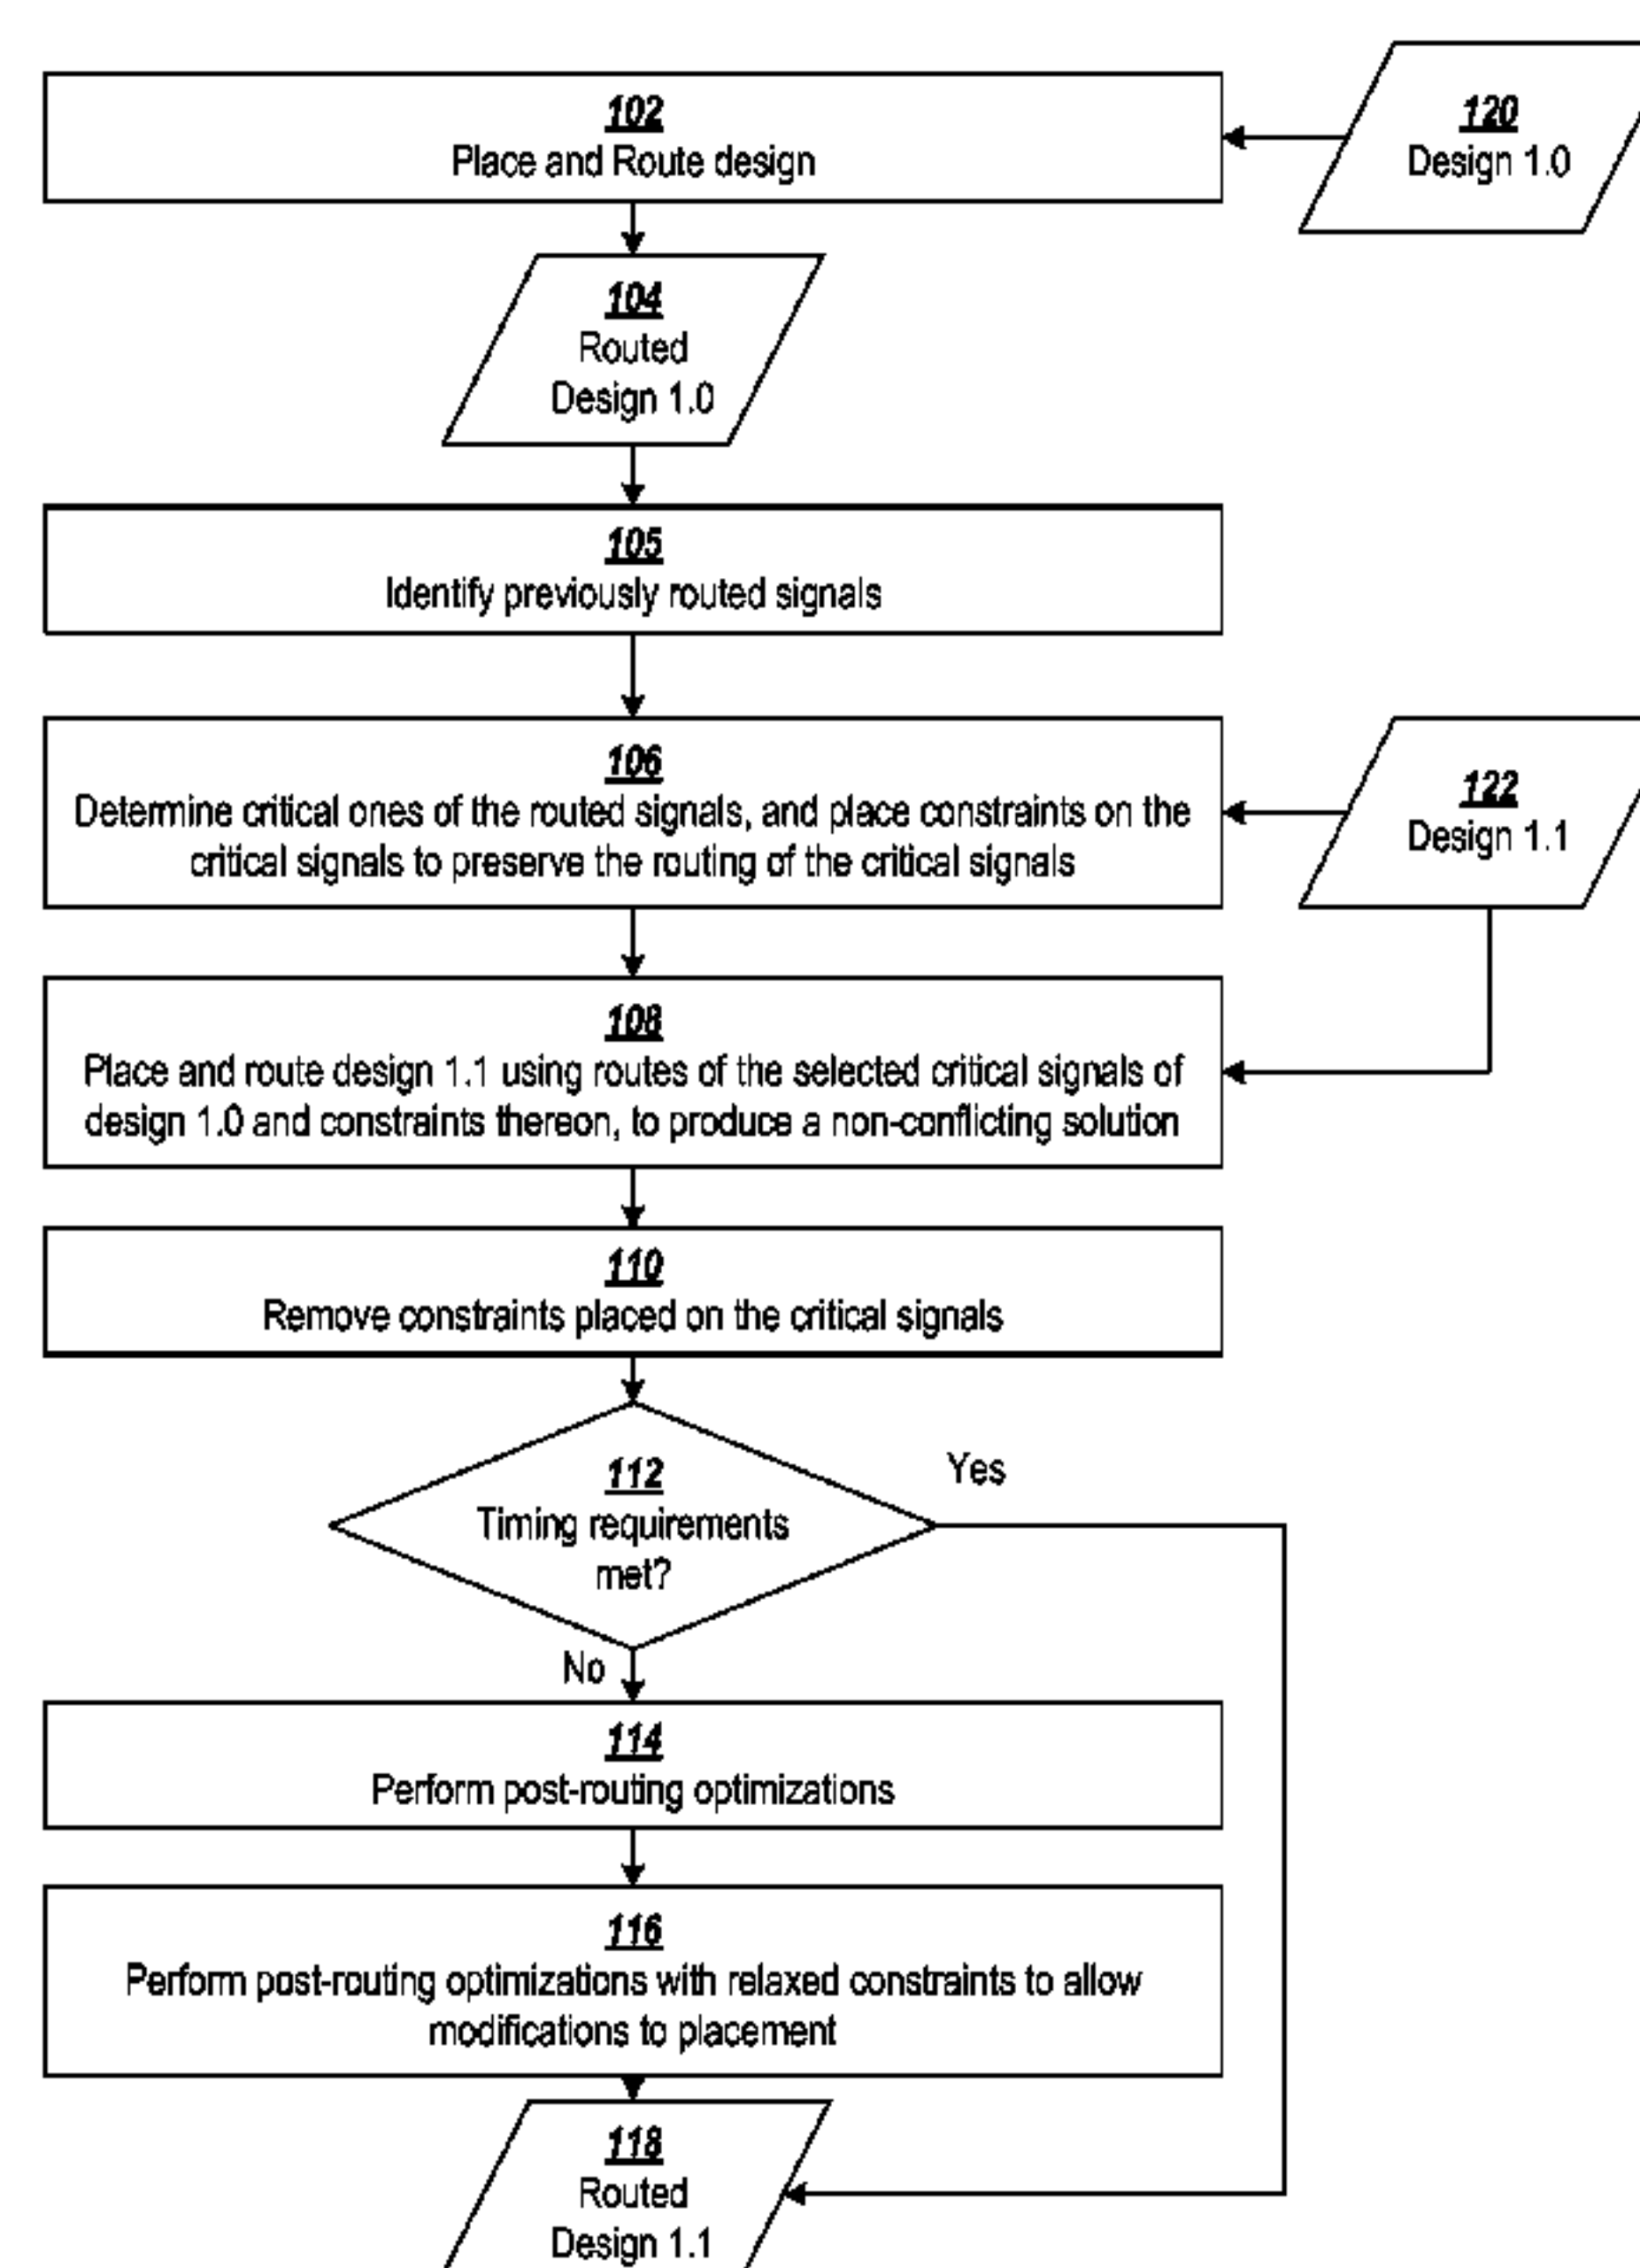 102
Place and Route design
120
Design 1.0
104
Routed
Design 1.0
105
Identify previously routed signals
106
Determine critical ones of the routed signals, and place constraints on the
critical signals to preserve the routing of the critical signals
122
Design 1.1
108
Place and route design 1.1 using routes of the selected critical signals of
design 1.0 and constraints thereon, to produce a non-conflicting solution
110
Remove constraints placed on the critical signals
112
Timing requirements
met?
Yes
No
114
Perform post-routing optimizations
116
Perform post-routing optimizations with relaxed constraints to allow
modifications to placement
118
Routed
Design 1.1